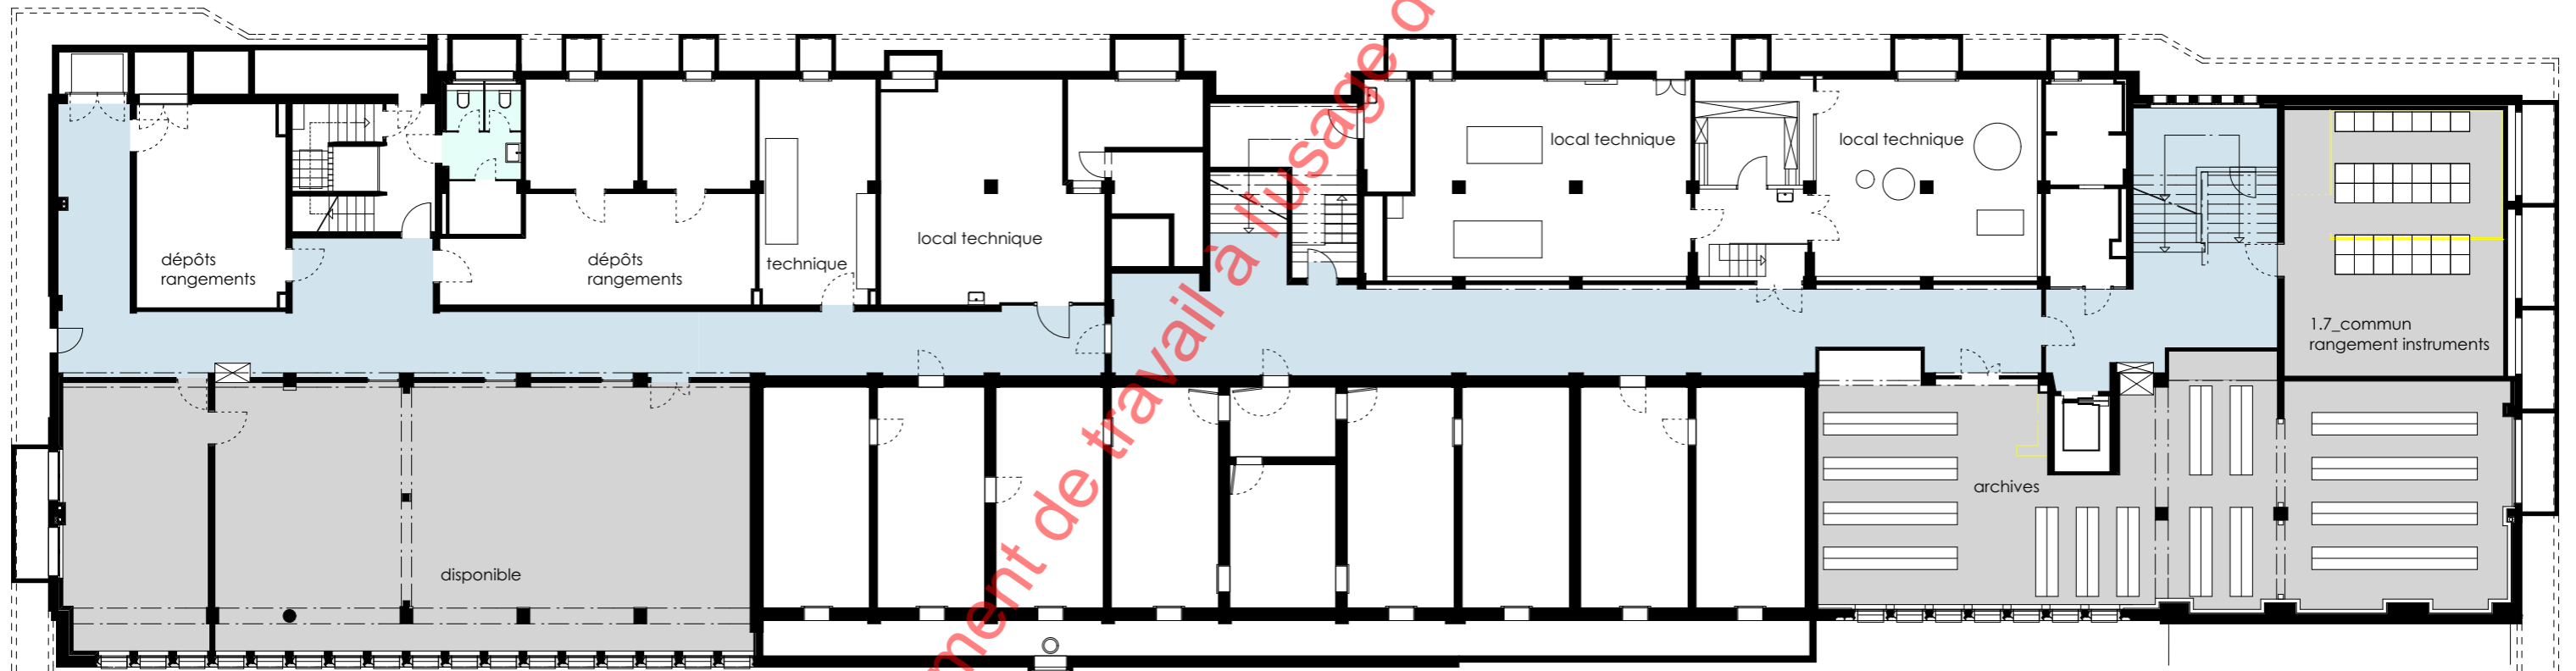 local technique
local technique
local technique
dépôts
rangements
dépôts
rangements
technique
1.7_commun
rangement instruments
archives
disponible
de travail à l'usage